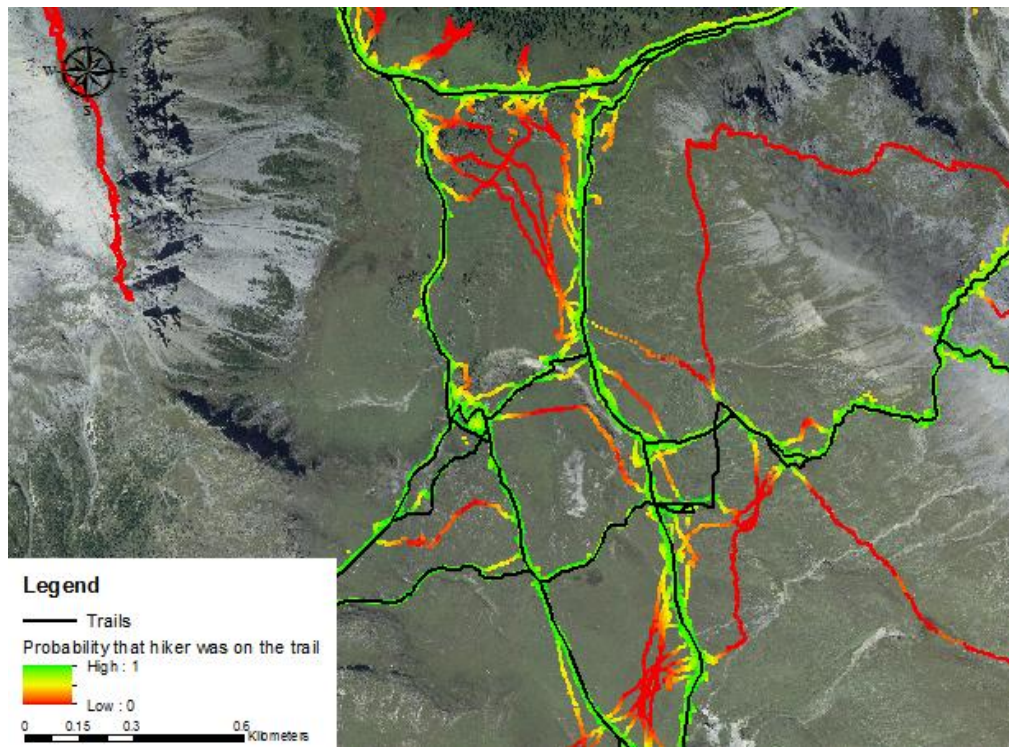 N
W E
S
Legend
Trails
Probability that hiker was on the trail
High : 1
Low : 0
0 0.15 0.3 0.6
Kilometers